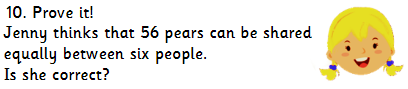 10. Prove it!
Jenny thinks that 56 pears can be shared
equally between six people.
Is she correct?